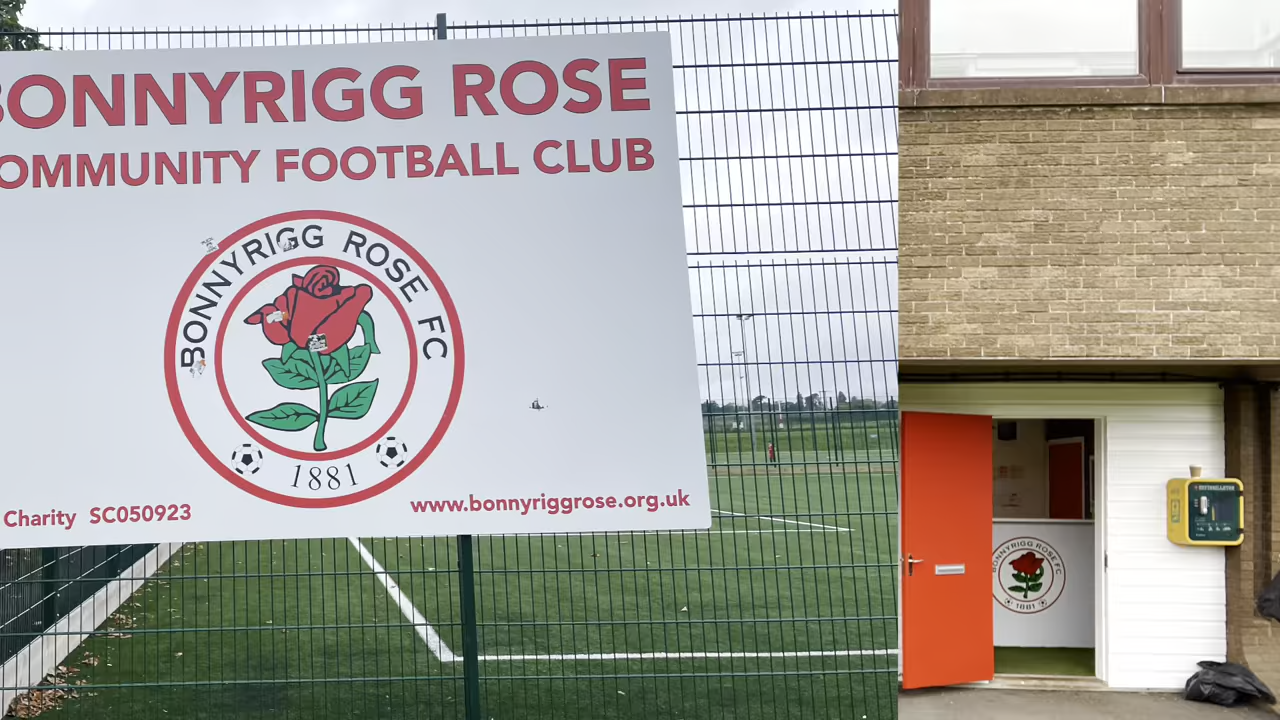 BONNYRIGG ROSE
COMMUNITY FOOTBALL CLUB
BONNYRIGG ROSE FC
1881
Charity SC050923
www.bonnyriggrose.org.uk
BONNYRIGG ROSE FC
1881